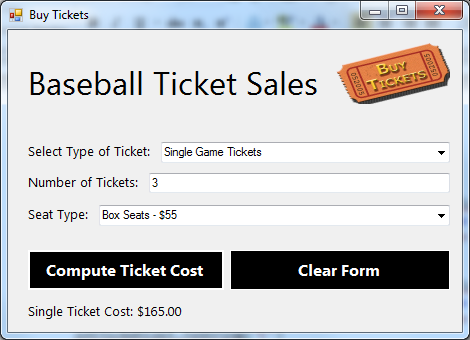 Buy Tickets
Baseball Ticket Sales
BUY
TICKETS
Select Type of Ticket: Single Game Tickets
Number of Tickets: 3
Seat Type: Box Seats - $55
Compute Ticket Cost Clear Form
Single Ticket Cost: $165.00